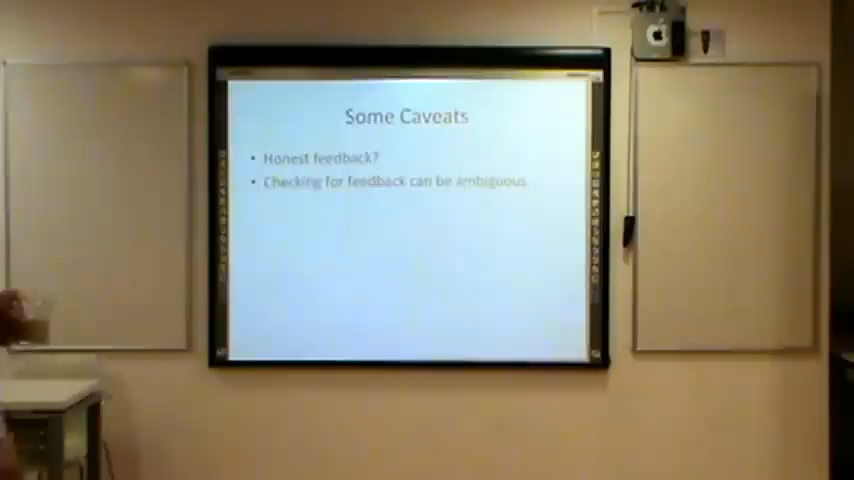 Some Caveats
• Honest feedback?
• Checking for feedback can be ambiguous